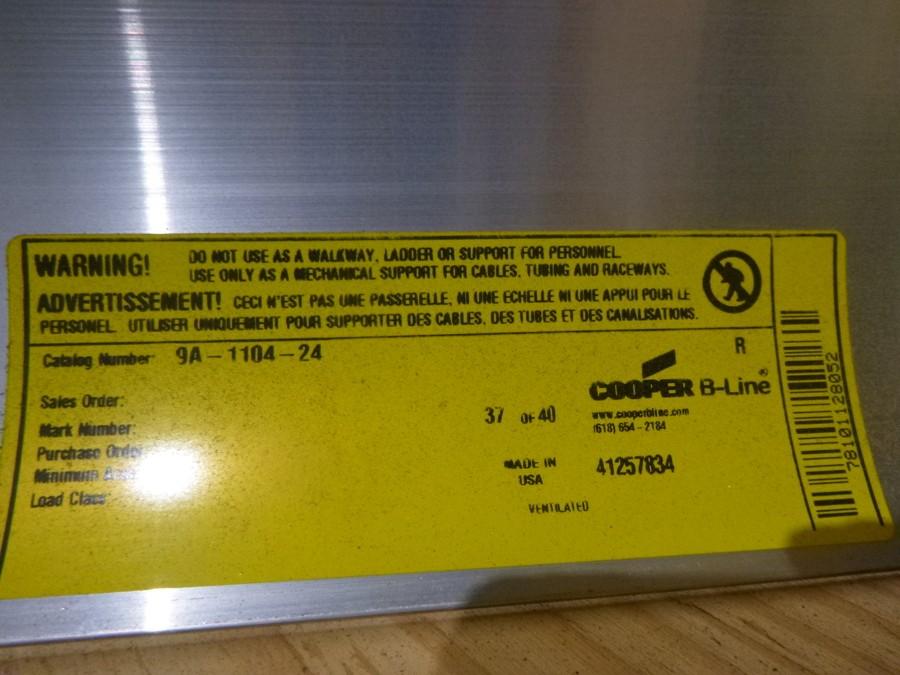 WARNING! DO NOT USE AS A WALKWAY, LADDER OR SUPPORT FOR PERSONNEL.
USE ONLY AS A MECHANICAL SUPPORT FOR CABLES, TUBING AND RACEWAYS.
ADVERTISSEMENT! CECI N'EST PAS UNE PASSERELLE, NI UNE ECHELLE NI UNE APPUI POUR LE
PERSONEL. UTILISER UNIQUEMENT POUR SUPPORTER DES CABLES, DES TUBES ET DES CANALISATIONS.
Catalog Number: 9A-1104-24
R
COOPER B-Line®
Sales Order:
37 OF 40
www.cooperbline.com
Mark Number:
(618) 654-2184
Purchase Order
Minimum
MADE IN
USA
41257834
Load Class
VENTILATED
78101128052